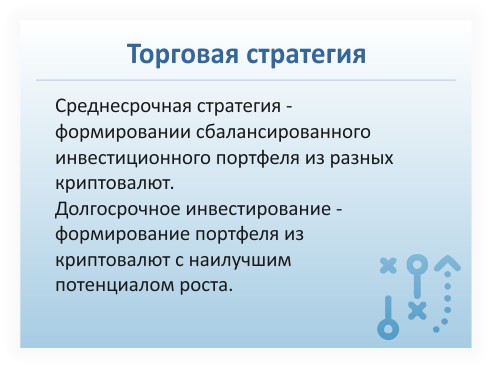 Торговая стратегия
Среднесрочная стратегия -
формировании сбалансированного
инвестиционного портфеля из разных
криптовалют.
Долгосрочное инвестирование -
формирование портфеля из
криптовалют с наилучшим
потенциалом роста.